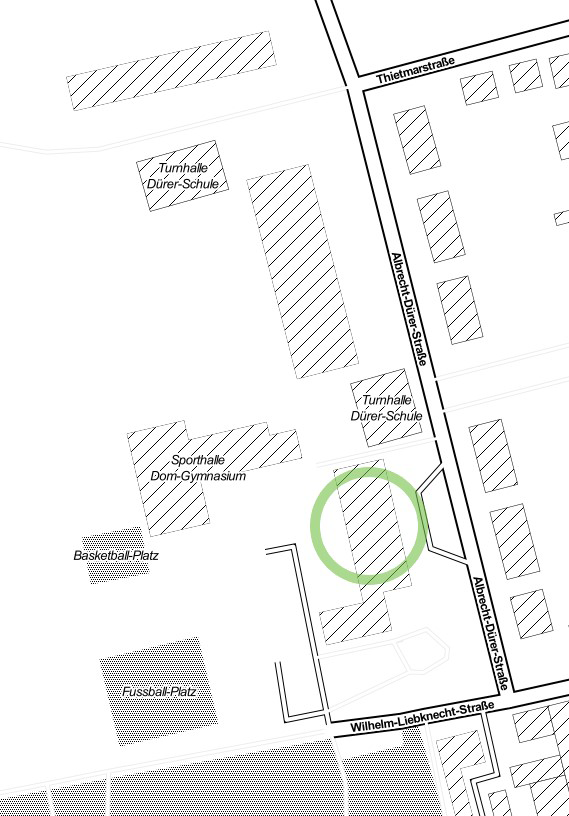 Thietmarstraße
Turnhalle
Dürer-Schule
Albrecht-Dürer-Straße
Turnhalle
Dürer-Schule
Sporthalle
Dom-Gymnasium
Basketball-Platz
Albrecht-Dürer-Straße
Fussball-Platz
Wilhelm-Liebknecht-Straße